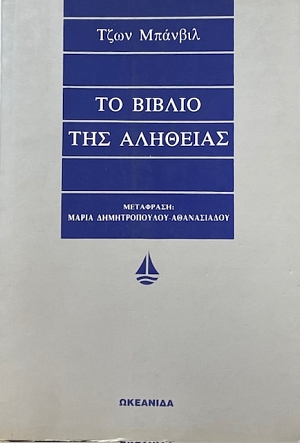 Τζων Μπάνβιλ
ΤΟ ΒΙΒΛΙΟ
ΤΗΣ ΑΛΗΘΕΙΑΣ
ΜΕΤΑΦΡΑΣΗ:
ΜΑΡΙΑ ΔΗΜΗΤΡΟΠΟΥΛΟΥ-ΑΘΑΝΑΣΙΑΔΟΥ
ΩΚΕΑΝΙΔΑ